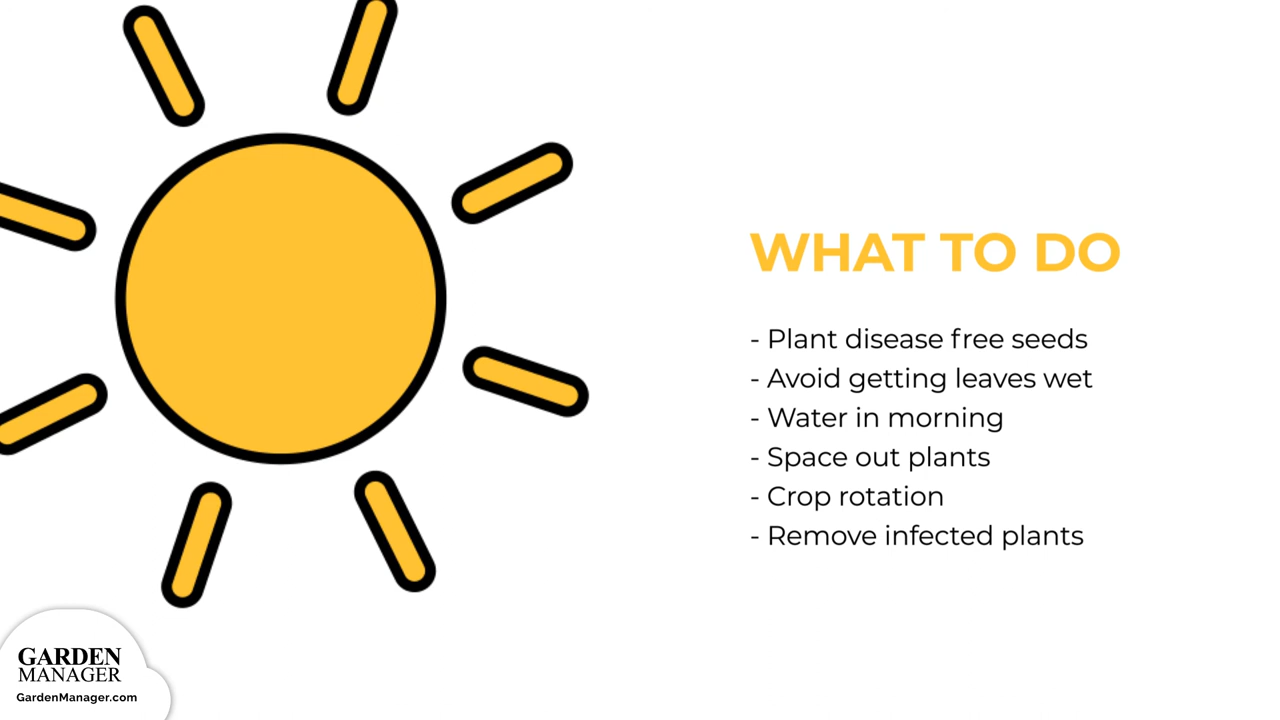 WHAT TO DO
- Plant disease free seeds
- Avoid getting leaves wet
- Water in morning
- Space out plants
- Crop rotation
- Remove infected plants
GARDEN
MANAGER
GardenManager.com